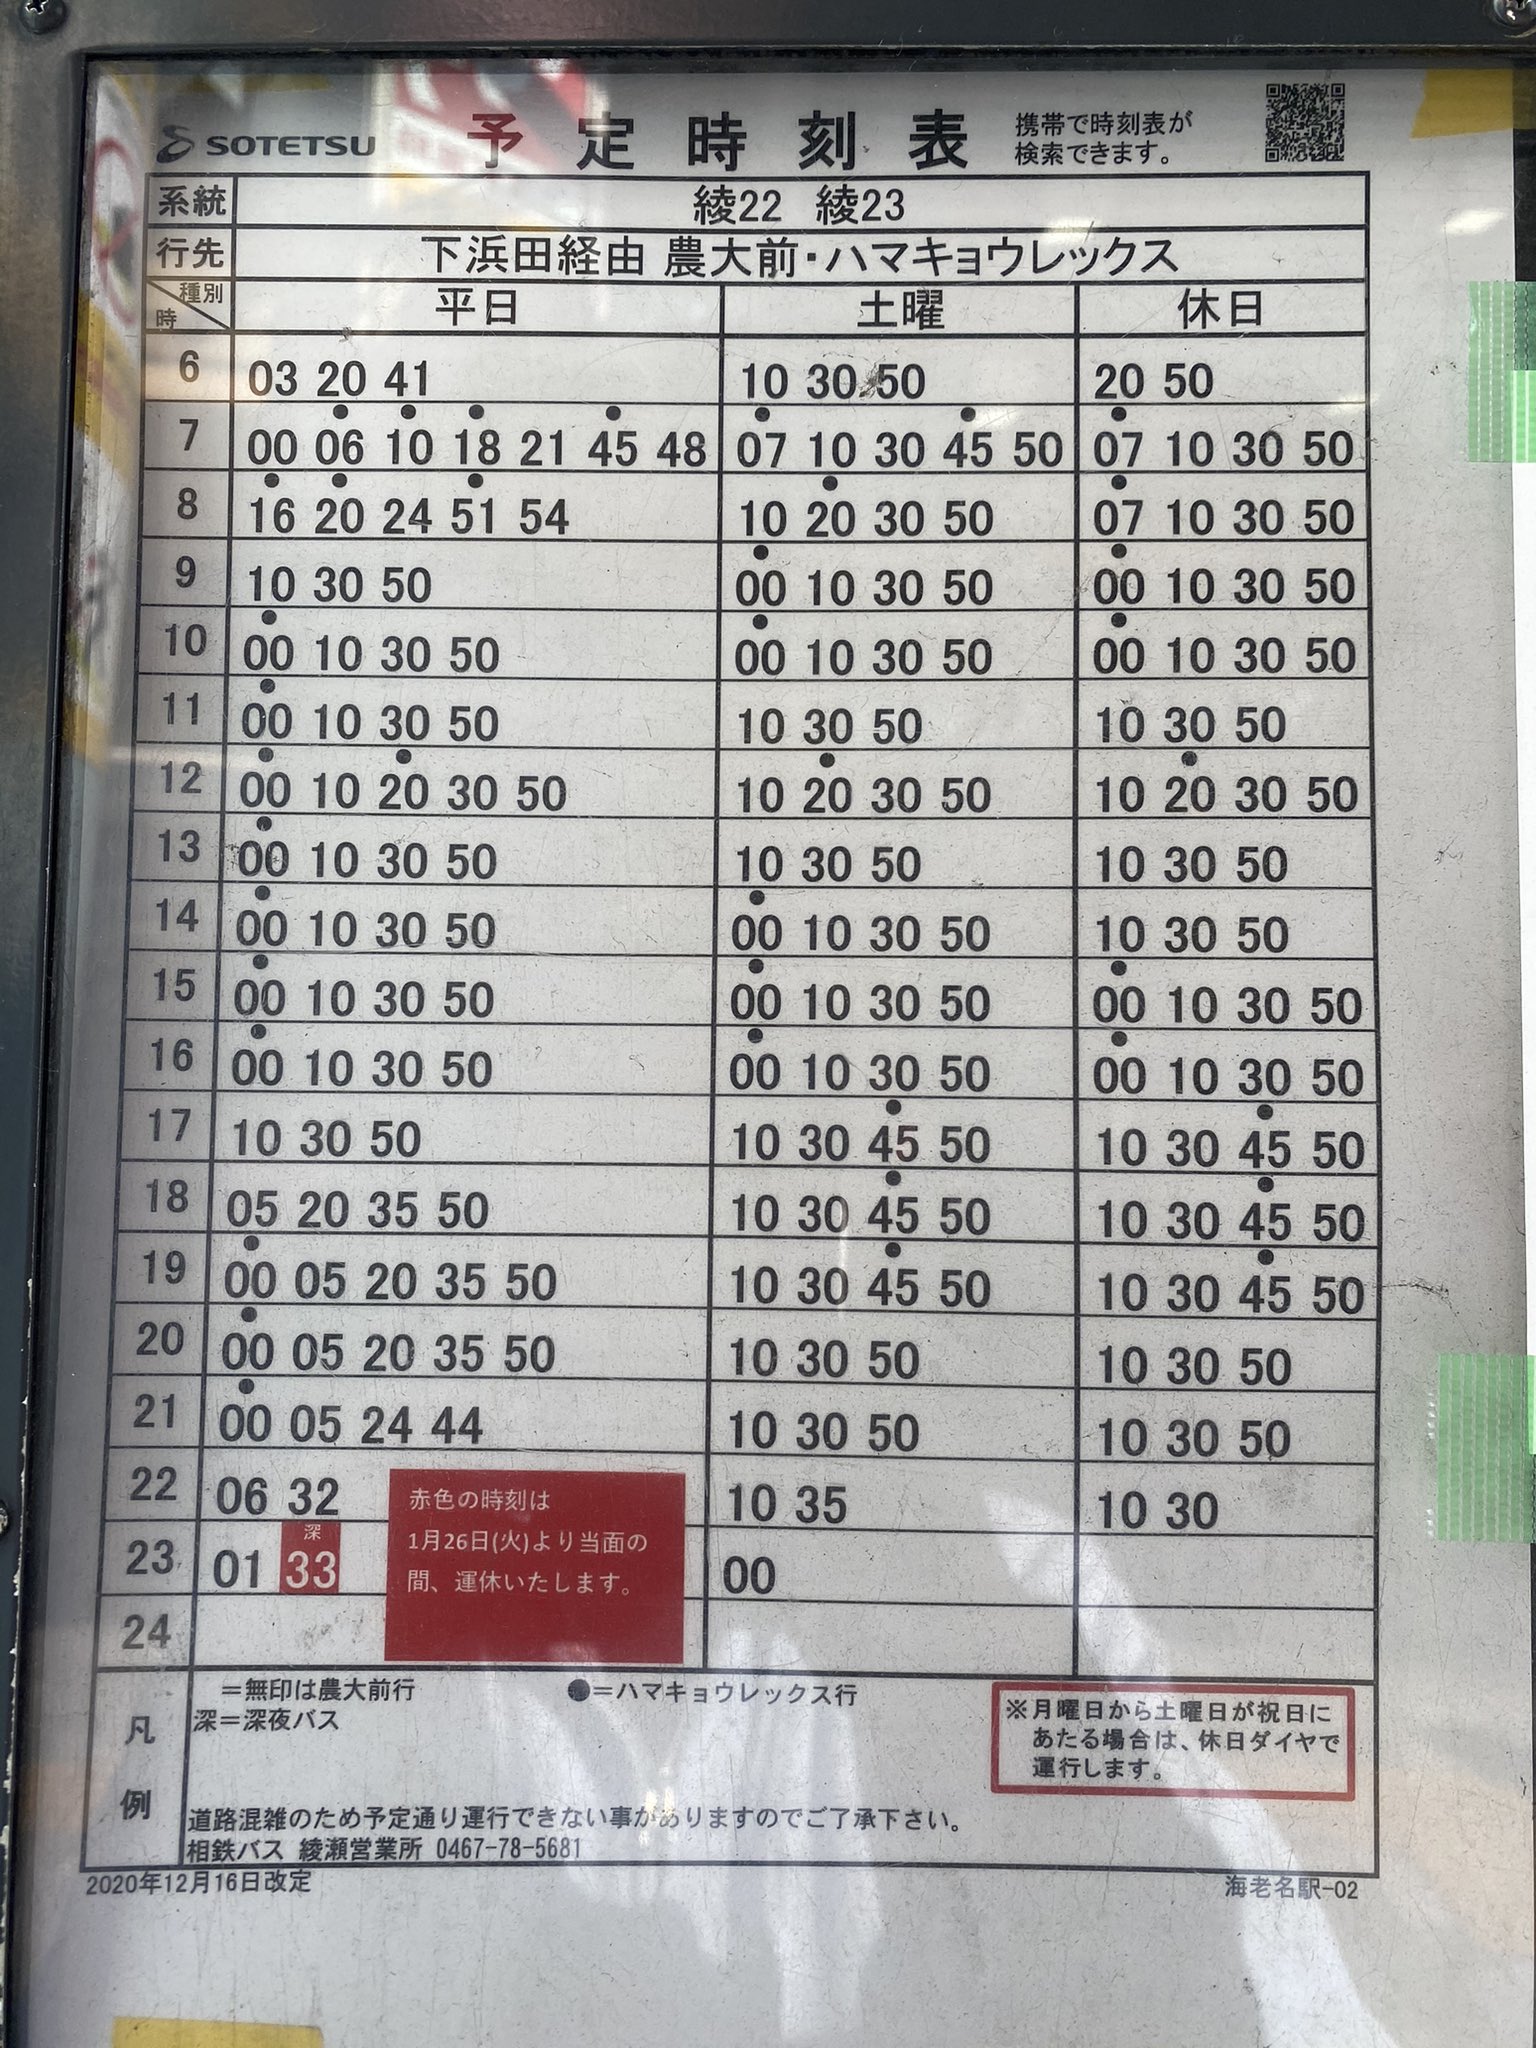 SOTETSU 予定時刻表 携帯で時刻表が
検索できます。
系統 綾22 綾23
行先 下浜田経由 農大前・ハマキョウレックス
種別
時 平日 土曜 休日
6 03 20 41 10 30 50 20 50
7 00 ●06 ●10 ●18 21 ●45 48 ●07 10 30 ●45 50 ●07 10 30 50
8 ●16 ●20 24 ●51 54 10 ●20 30 50 ●07 10 30 50
9 10 30 50 ●00 10 30 50 ●00 10 30 50
10 ●00 10 30 50 ●00 10 30 50 ●00 10 30 50
11 ●00 10 30 50 10 30 50 10 30 50
12 ●00 10 ●20 30 50 10 ●20 30 50 10 ●20 30 50
13 ●00 10 30 50 10 30 50 10 30 50
14 ●00 10 30 50 ●00 10 30 50 10 30 50
15 ●00 10 30 50 ●00 10 30 50 ●00 10 30 50
16 ●00 10 30 50 ●00 10 30 50 ●00 10 30 50
17 10 30 50 10 30 ●45 50 10 30 ●45 50
18 05 20 35 50 10 30 ●45 50 10 30 ●45 50
19 ●00 05 20 35 50 10 30 ●45 50 10 30 ●45 50
20 ●00 05 20 35 50 10 30 50 10 30 50
21 ●00 05 24 44 10 30 50 10 30 50
22 06 32 10 35 10 30
23 01 深33 00
24
赤色の時刻は
1月26日(火)より当面の
間、運休いたします。
凡例
=無印は農大前行 ●=ハマキョウレックス行
深=深夜バス
※月曜日から土曜日が祝日に
あたる場合は、休日ダイヤで
運行します。
道路混雑のため予定通り運行できない事がありますのでご了承下さい。
相鉄バス 綾瀬営業所 0467-78-5681
2020年12月16日改定 海老名駅-02